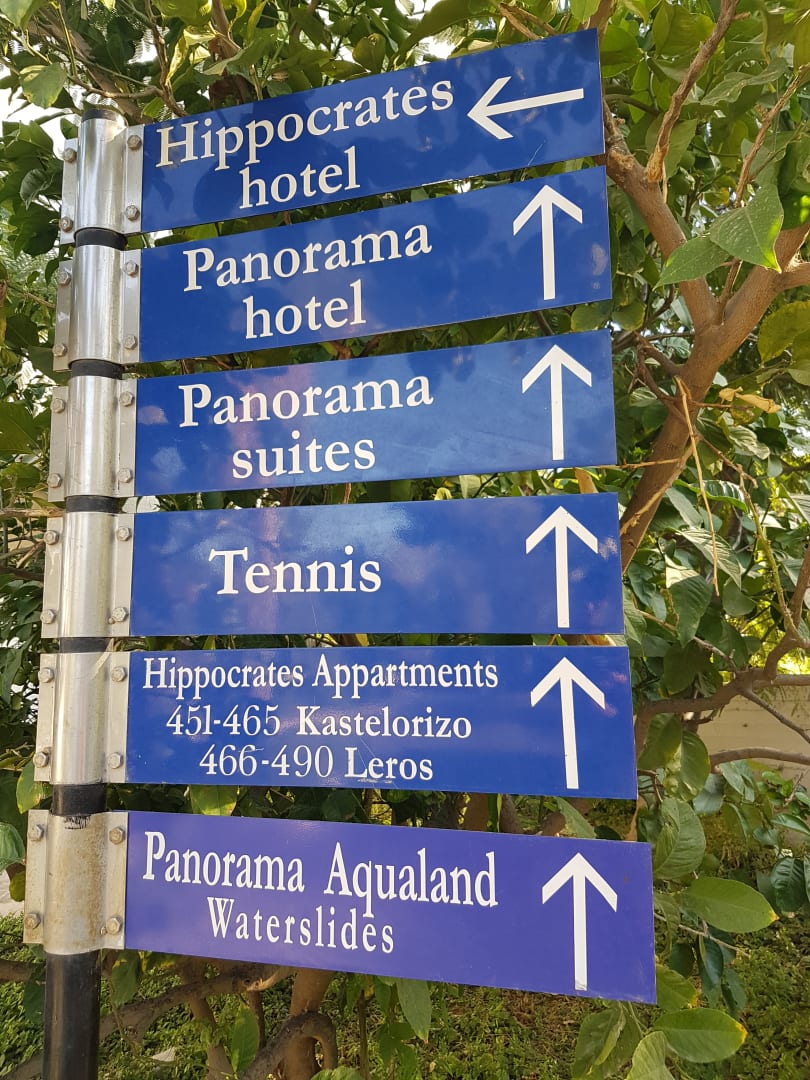 Hippocrates
hotel
Panorama
hotel
Panorama
suites
Tennis
Hippocrates Appartments
451-465 Kastelorizo
466-490 Leros
Panorama Aqualand
Waterslides